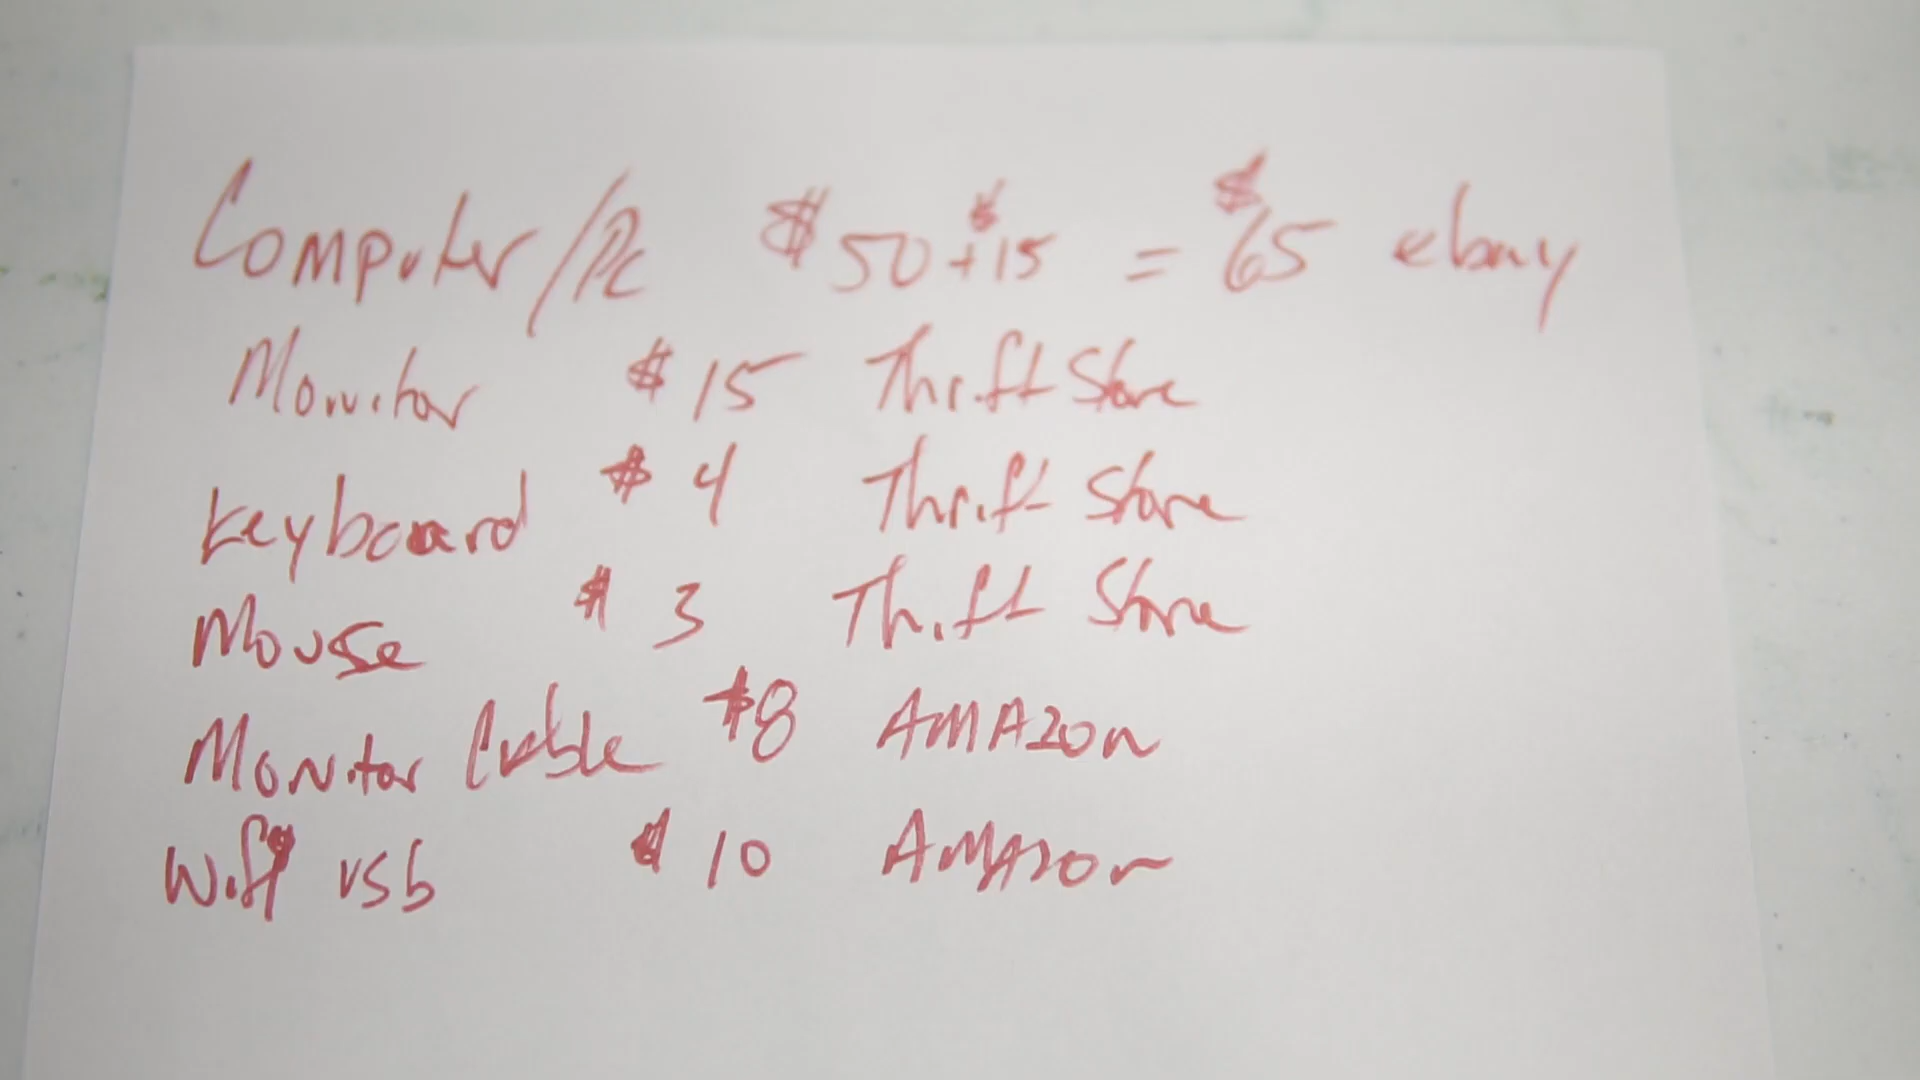 Computer/Pc $50+$15 = $65 ebay
Monitor $15 Thrift Store
Keyboard $4 Thrift Store
Mouse $3 Thrift Store
Monitor Cable $8 AMAZon
Wifi usb $10 AMAZon